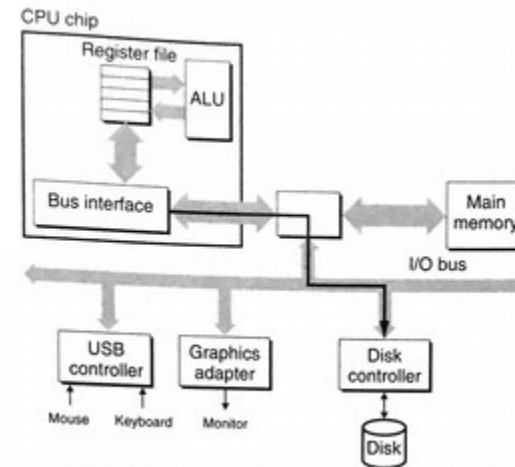 CPU chip
Register file
ALU
Bus interface
Main
memory
I/O bus
USB
controller
Graphics
adapter
Disk
controller
Mouse
Keyboard
Monitor
Disk